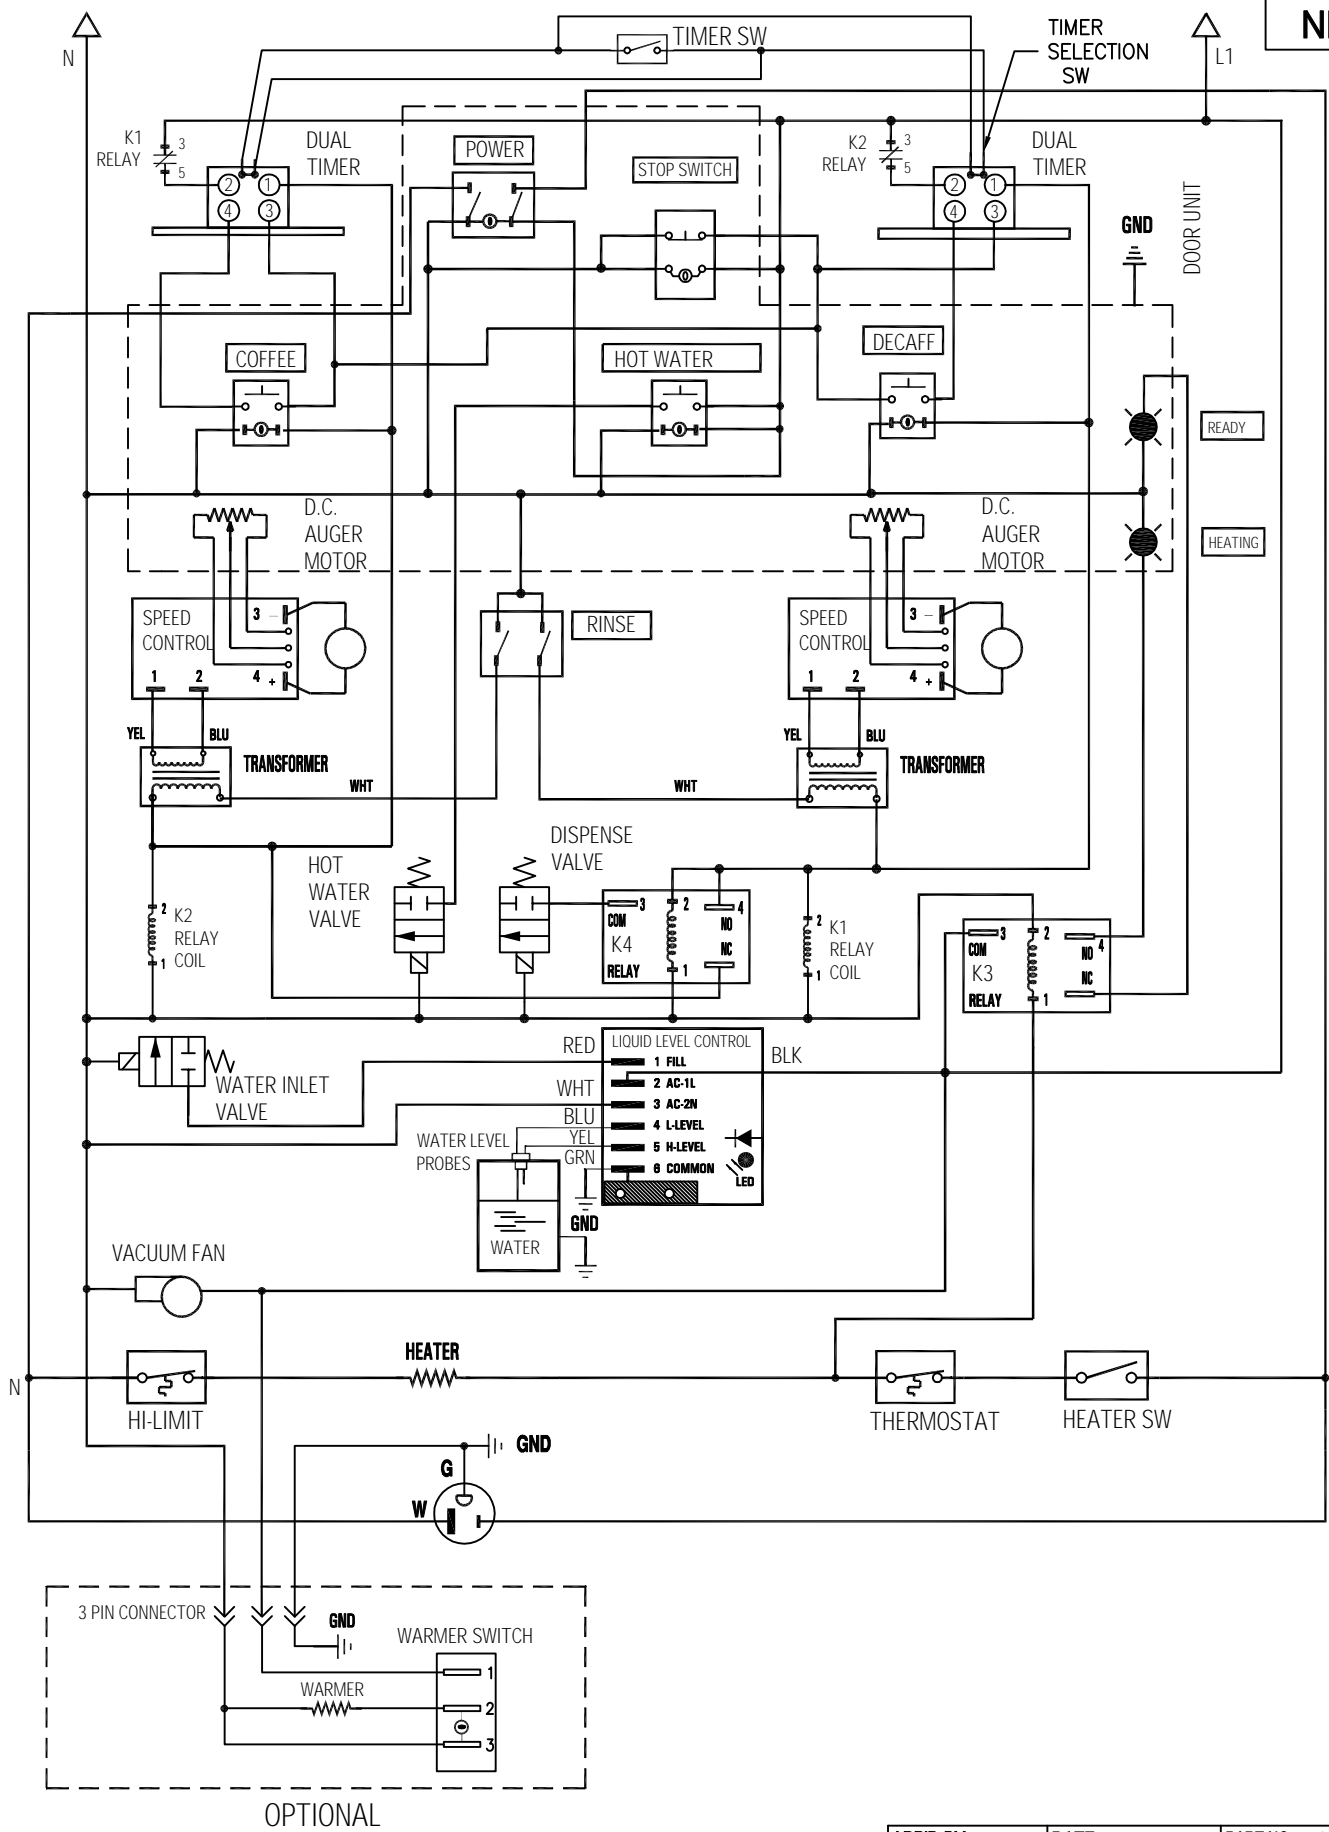 N
TIMER SW
TIMER
SELECTION
SW
L1
K1
RELAY
3
5
DUAL
TIMER
2 1
4 3
POWER
STOP SWITCH
K2
RELAY
3
5
DUAL
TIMER
2 1
4 3
GND
DOOR UNIT
COFFEE
HOT WATER
DECAFF
READY
D.C.
AUGER
MOTOR
D.C.
AUGER
MOTOR
HEATING
SPEED
CONTROL
3 –
1 2 4 +
RINSE
SPEED
CONTROL
3 –
1 2 4 +
YEL BLU
TRANSFORMER
WHT
WHT
YEL BLU
TRANSFORMER
HOT
WATER
VALVE
DISPENSE
VALVE
2
K2
RELAY
COIL
1
3
COM
K4
RELAY
2
1
4
NO
NC
2
K1
RELAY
COIL
1
3
COM
K3
RELAY
2
1
NO 4
NC
WATER INLET
VALVE
RED
WHT
BLU
YEL
GRN
LIQUID LEVEL CONTROL
1 FILL
2 AC-1L
3 AC-2N
4 L-LEVEL
5 H-LEVEL
6 COMMON
LED
BLK
WATER LEVEL
PROBES
WATER
GND
VACUUM FAN
N
HI-LIMIT
HEATER
THERMOSTAT
HEATER SW
GND
G
W
3 PIN CONNECTOR
GND
WARMER SWITCH
1
WARMER
2
3
OPTIONAL